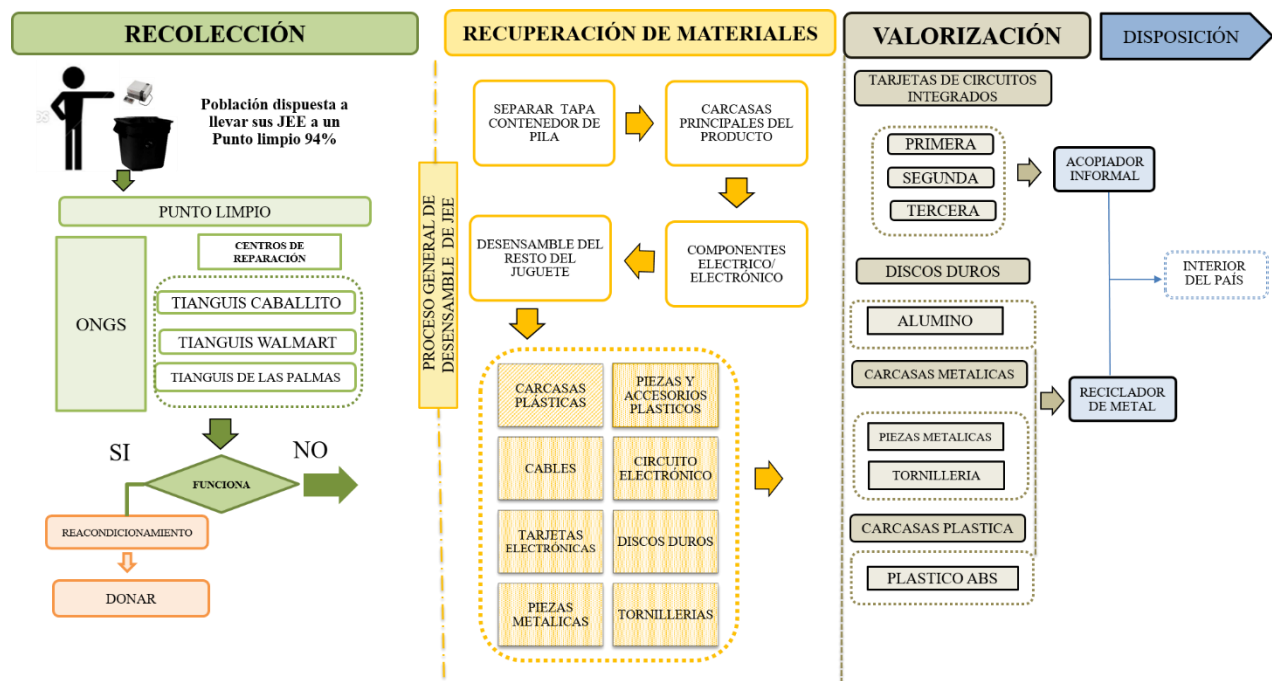 RECOLECCIÓN
Población dispuesta a
llevar sus JEE a un
Punto limpio 94%
PUNTO LIMPIO
ONGS
CENTROS DE
REPARACIÓN
TIANGUIS CABALLITO
TIANGUIS WALMART
TIANGUIS DE LAS PALMAS
SI
NO
FUNCIONA
REACONDICIONAMIENTO
DONAR
RECUPERACIÓN DE MATERIALES
PROCESO GENERAL DE
DESENSAMBLE DE JEE
SEPARAR TAPA
CONTENEDOR DE
PILA
CARCASAS
PRINCIPALES DEL
PRODUCTO
DESENSAMBLE DEL
RESTO DEL
JUGUETE
COMPONENTES
ELECTRICO/
ELECTRÓNICO
CARCASAS
PLÁSTICAS
PIEZAS Y
ACCESORIOS
PLASTICOS
CABLES
CIRCUITO
ELECTRÓNICO
TARJETAS
ELECTRÓNICAS
DISCOS DUROS
PIEZAS
METALICAS
TORNILLERIAS
VALORIZACIÓN
TARJETAS DE CIRCUITOS
INTEGRADOS
PRIMERA
SEGUNDA
TERCERA
DISCOS DUROS
ALUMINO
CARCASAS METALICAS
PIEZAS METALICAS
TORNILLERIA
CARCASAS PLASTICA
PLASTICO ABS
DISPOSICIÓN
ACOPIADOR
INFORMAL
INTERIOR
DEL PAÍS
RECICLADOR
DE METAL